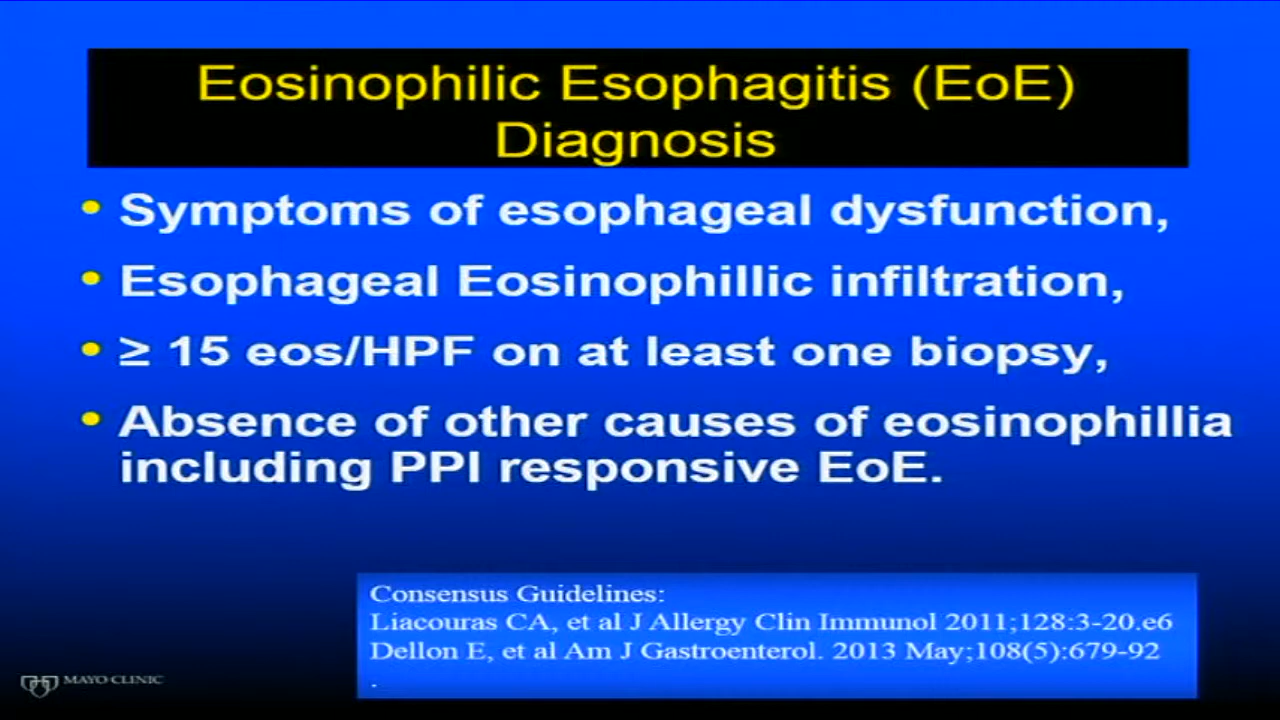 Eosinophilic Esophagitis (EoE)
Diagnosis
• Symptoms of esophageal dysfunction,
• Esophageal Eosinophillic infiltration,
• ≥ 15 eos/HPF on at least one biopsy,
• Absence of other causes of eosinophillia
including PPI responsive EoE.
Consensus Guidelines:
Liacouras CA, et al J Allergy Clin Immunol 2011;128:3-20.e6
Dellon E, et al Am J Gastroenterol. 2013 May;108(5):679-92
.
MAYO CLINIC